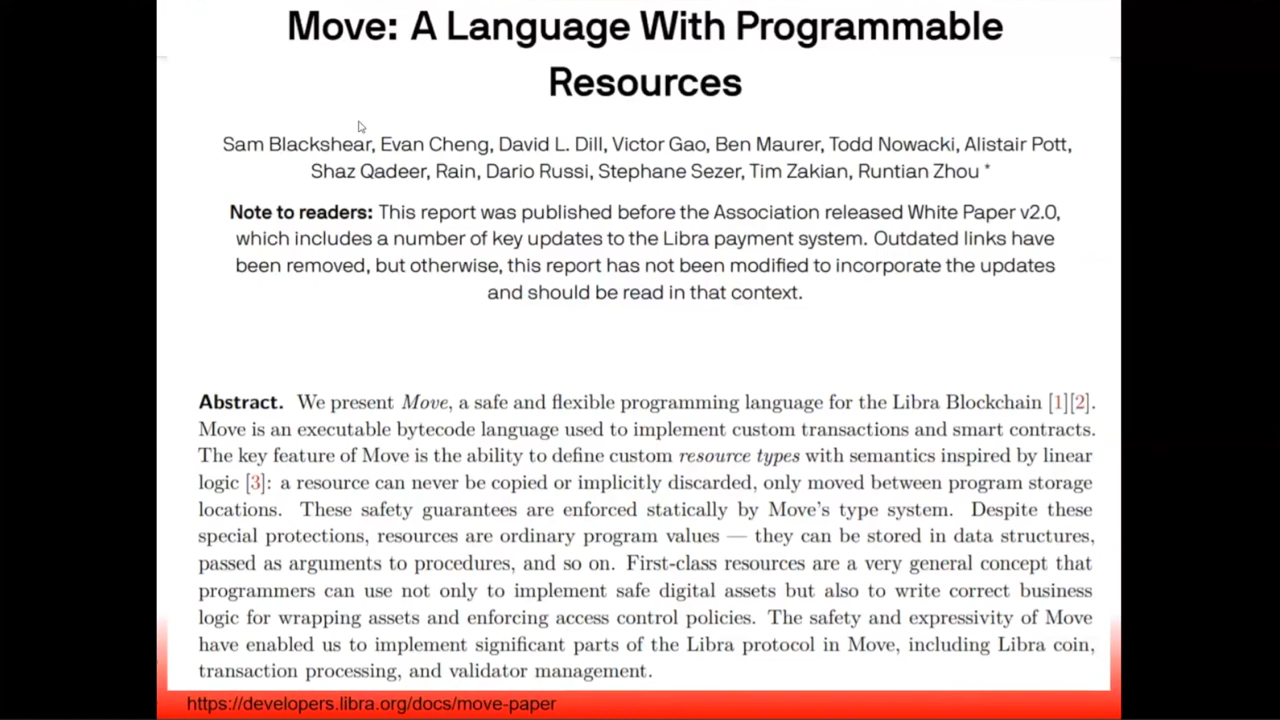 Move: A Language With Programmable
Resources
Sam Blackshear, Evan Cheng, David L. Dill, Victor Gao, Ben Maurer, Todd Nowacki, Alistair Pott,
Shaz Qadeer, Rain, Dario Russi, Stephane Sezer, Tim Zakian, Runtian Zhou *
Note to readers: This report was published before the Association released White Paper v2.0,
which includes a number of key updates to the Libra payment system. Outdated links have
been removed, but otherwise, this report has not been modified to incorporate the updates
and should be read in that context.
Abstract. We present Move, a safe and flexible programming language for the Libra Blockchain [1][2].
Move is an executable bytecode language used to implement custom transactions and smart contracts.
The key feature of Move is the ability to define custom resource types with semantics inspired by linear
logic [3]: a resource can never be copied or implicitly discarded, only moved between program storage
locations. These safety guarantees are enforced statically by Move's type system. Despite these
special protections, resources are ordinary program values — they can be stored in data structures,
passed as arguments to procedures, and so on. First-class resources are a very general concept that
programmers can use not only to implement safe digital assets but also to write correct business
logic for wrapping assets and enforcing access control policies. The safety and expressivity of Move
have enabled us to implement significant parts of the Libra protocol in Move, including Libra coin,
transaction processing, and validator management.
https://developers.libra.org/docs/move-paper